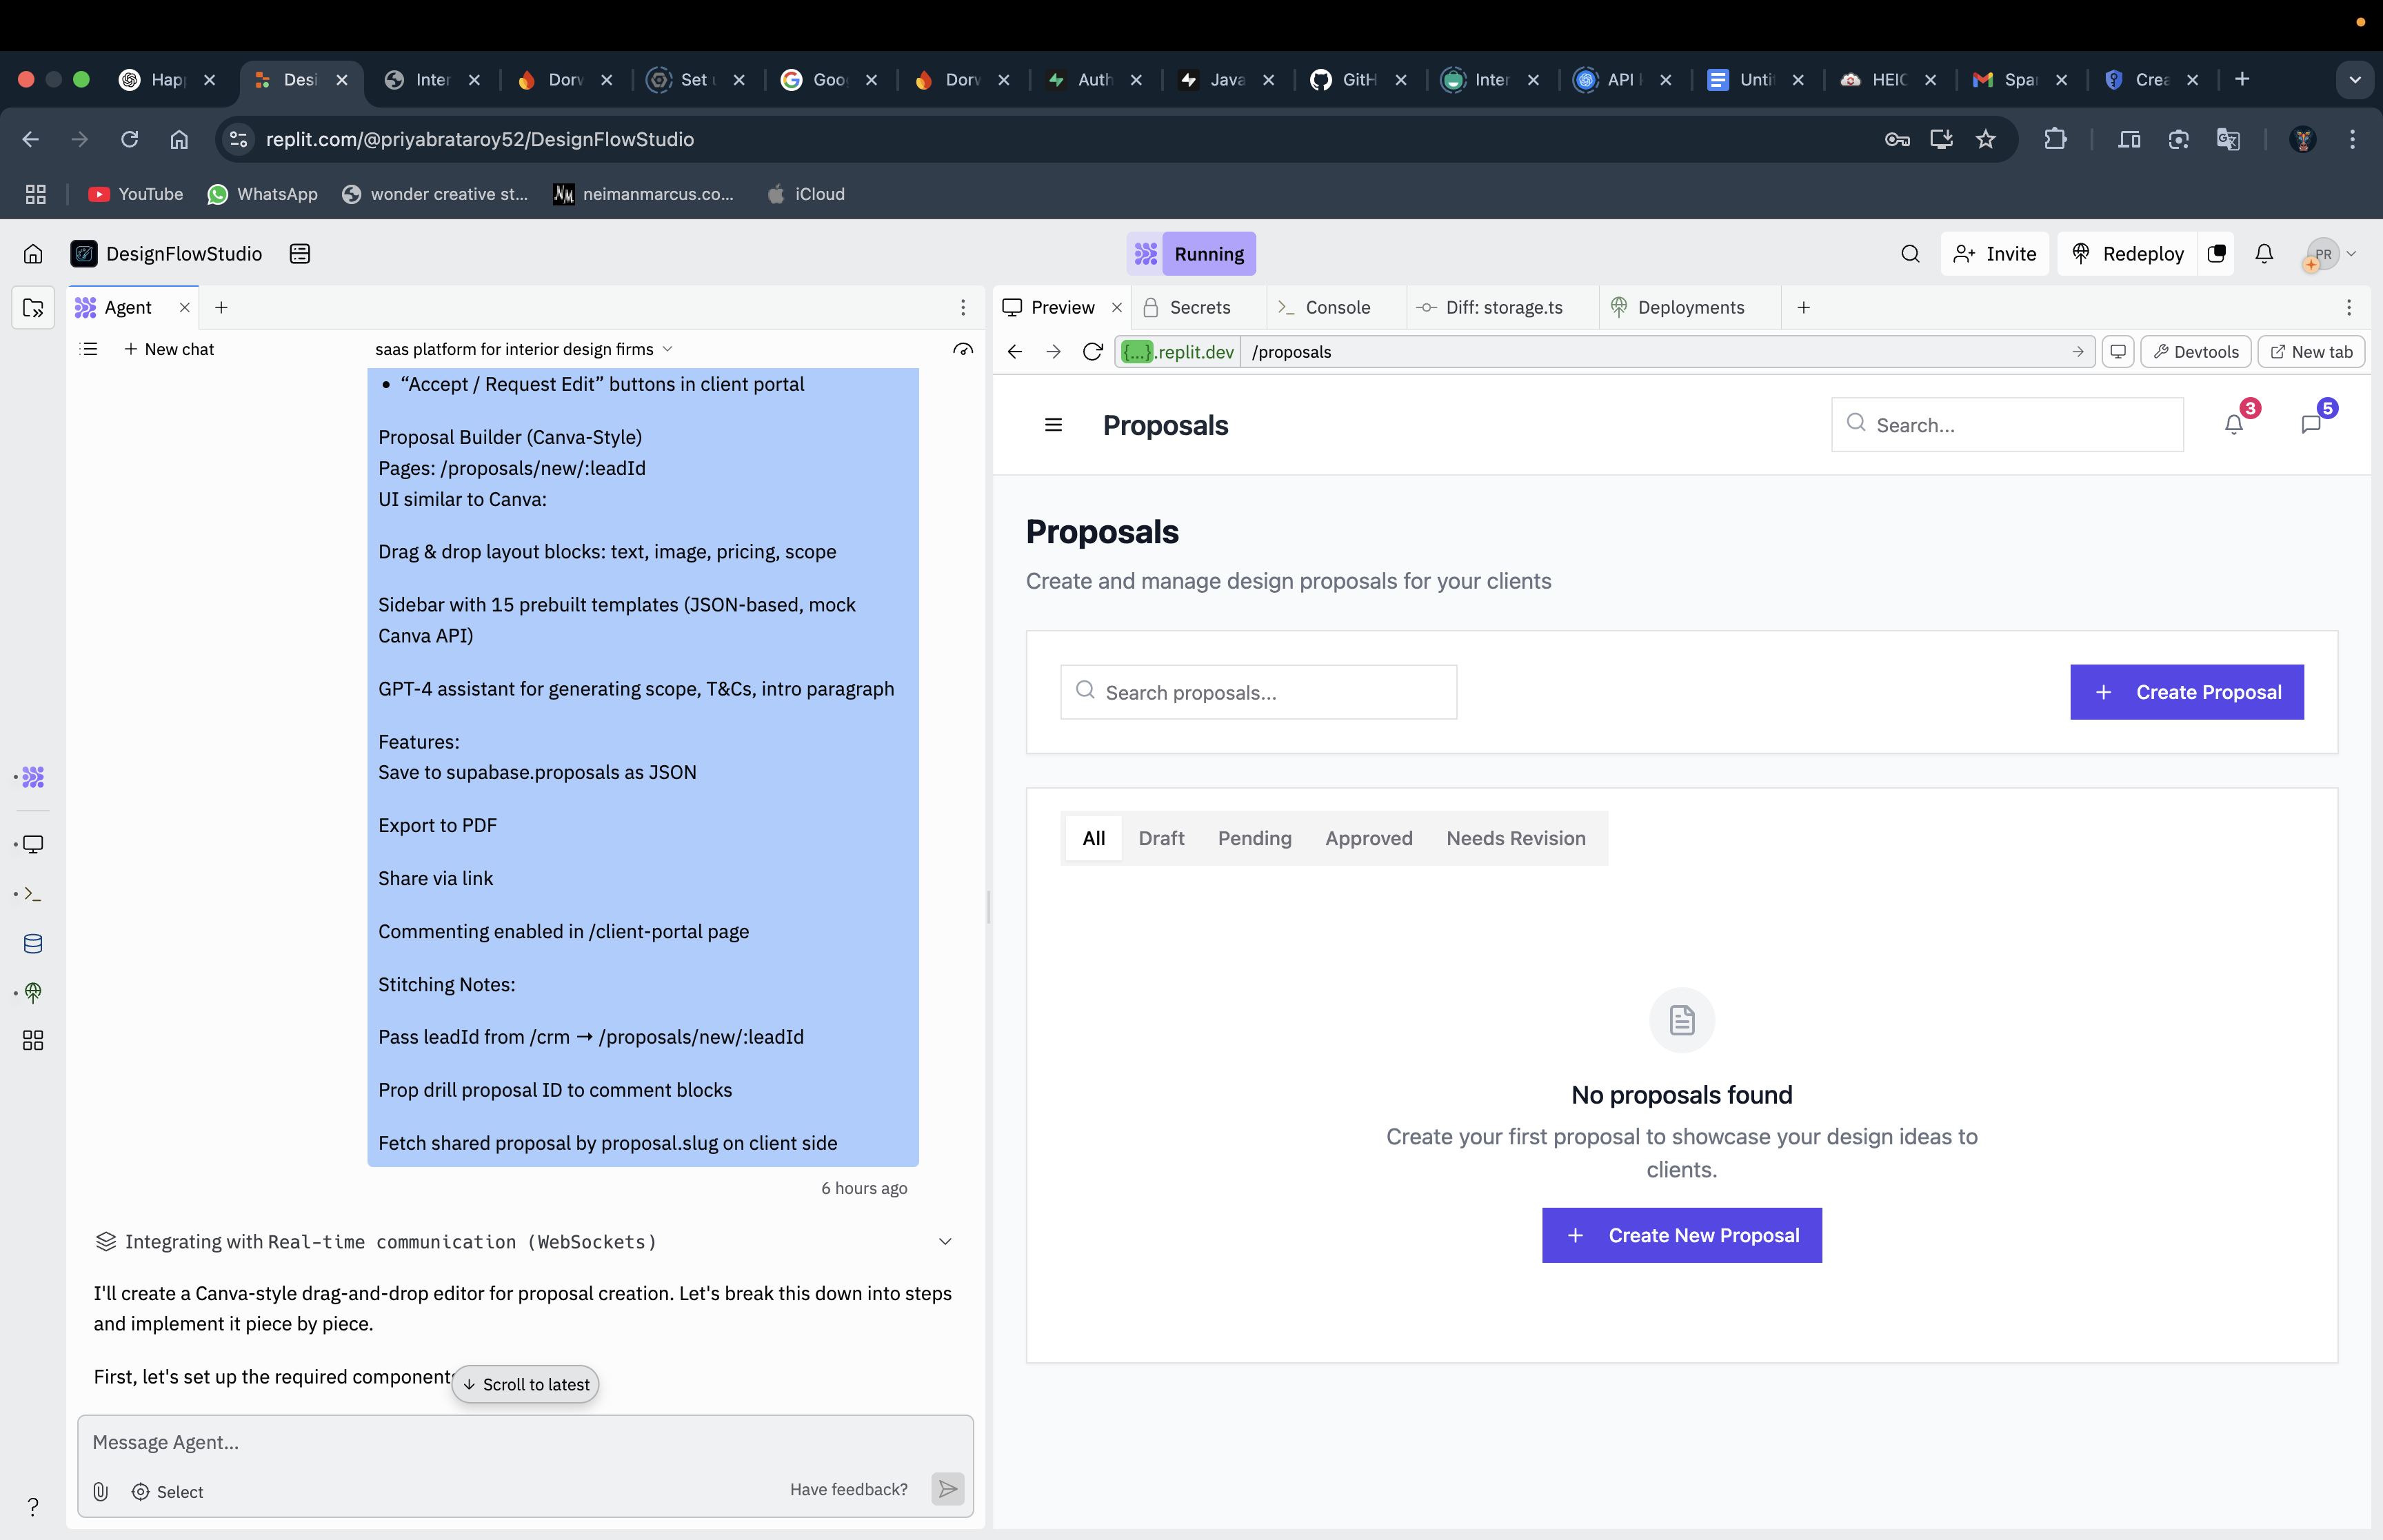 Hap
Desi
Inter
Dorv
Set u
Goo
Dorv
Auth
Java
GitH
Inter
API k
Unti
HEIC
Spa
Crea
replit.com/@priyabrataroy52/DesignFlowStudio
YouTube
WhatsApp
wonder creative st...
neimanmarcus.co...
iCloud
DesignFlowStudio
Running
Invite
Redeploy
PR
Agent
New chat
saas platform for interior design firms
• “Accept / Request Edit” buttons in client portal
Proposal Builder (Canva-Style)
Pages: /proposals/new/:leadId
UI similar to Canva:
Drag & drop layout blocks: text, image, pricing, scope
Sidebar with 15 prebuilt templates (JSON-based, mock
Canva API)
GPT-4 assistant for generating scope, T&Cs, intro paragraph
Features:
Save to supabase.proposals as JSON
Export to PDF
Share via link
Commenting enabled in /client-portal page
Stitching Notes:
Pass leadId from /crm → /proposals/new/:leadId
Prop drill proposal ID to comment blocks
Fetch shared proposal by proposal.slug on client side
6 hours ago
Integrating with Real-time communication (WebSockets)
I'll create a Canva-style drag-and-drop editor for proposal creation. Let's break this down into steps
and implement it piece by piece.
First, let's set up the required component
Scroll to latest
Message Agent...
Select
Have feedback?
?
Preview
Secrets
Console
Diff: storage.ts
Deployments
{...}.replit.dev
/proposals
Devtools
New tab
Proposals
Search...
3
5
Proposals
Create and manage design proposals for your clients
Search proposals...
Create Proposal
All
Draft
Pending
Approved
Needs Revision
No proposals found
Create your first proposal to showcase your design ideas to
clients.
Create New Proposal